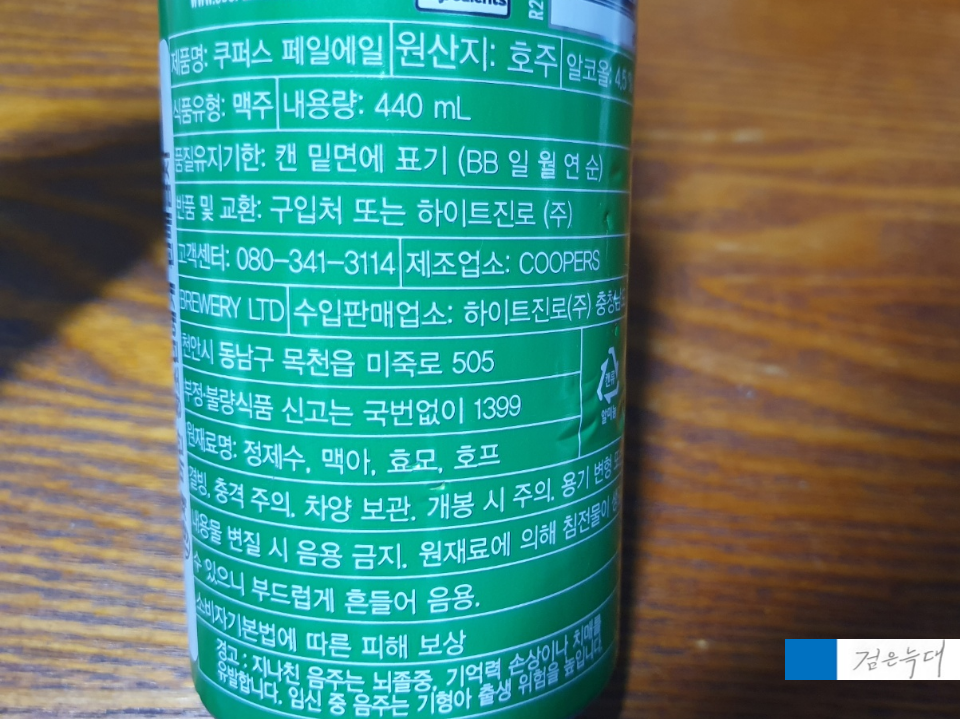 제품명: 쿠퍼스 페일에일 원산지: 호주 알코올: 4.5
식품유형: 맥주 내용량: 440 mL
품질유지기한: 캔 밑면에 표기 (BB 일 월 연 순)
반품 및 교환: 구입처 또는 하이트진로 (주)
고객센터: 080-341-3114 제조업소: COOPERS
BREWERY LTD 수입판매업소: 하이트진로(주) 충청남도
천안시 동남구 목천읍 미죽로 505
부정·불량식품 신고는 국번없이 1399
캔류
알미늄
원재료명: 정제수, 맥아, 효모, 호프
결빙, 충격 주의. 차양 보관. 개봉 시 주의. 용기 변형
내용물 변질 시 음용 금지. 원재료에 의해 침전물이
수 있으니 부드럽게 흔들어 음용.
소비자기본법에 따른 피해 보상
경고 : 지나친 음주는 뇌졸중, 기억력 손상이나 치매를
유발합니다. 임신 중 음주는 기형아 출생 위험을 높입니다.
검은늑대